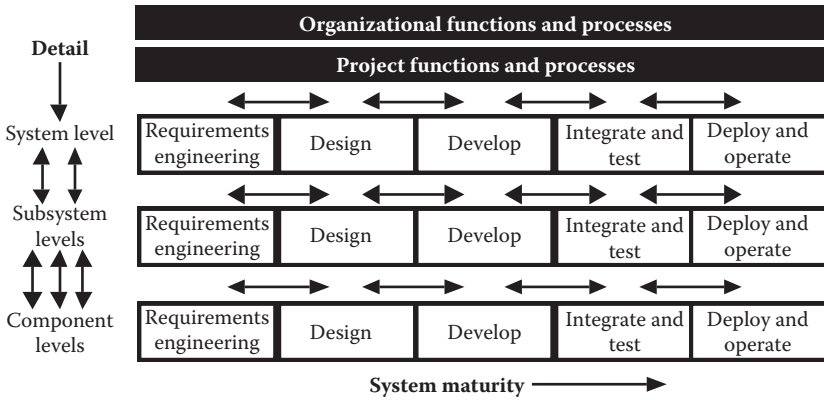 Organizational functions and processes
Detail
Project functions and processes
System level
Requirements
engineering
Design
Develop
Integrate and
test
Deploy and
operate
Subsystem
levels
Requirements
engineering
Design
Develop
Integrate and
test
Deploy and
operate
Component
levels
Requirements
engineering
Design
Develop
Integrate and
test
Deploy and
operate
System maturity